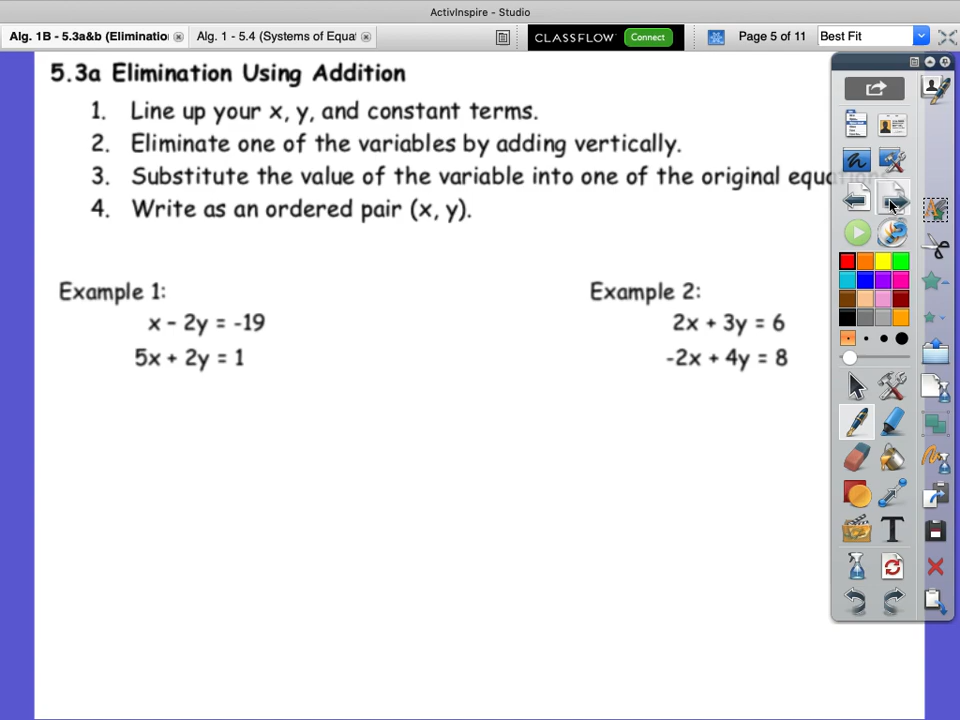 ActivInspire - Studio
Alg. 1B - 5.3a&b (Eliminatio
Alg. 1 - 5.4 (Systems of Equa
CLASSFLOW Connect
Page 5 of 11
Best Fit
5.3a Elimination Using Addition
1. Line up your x, y, and constant terms.
2. Eliminate one of the variables by adding vertically.
3. Substitute the value of the variable into one of the original equations.
4. Write as an ordered pair (x, y).
Example 1:
x - 2y = -19
5x + 2y = 1
Example 2:
2x + 3y = 6
-2x + 4y = 8
T